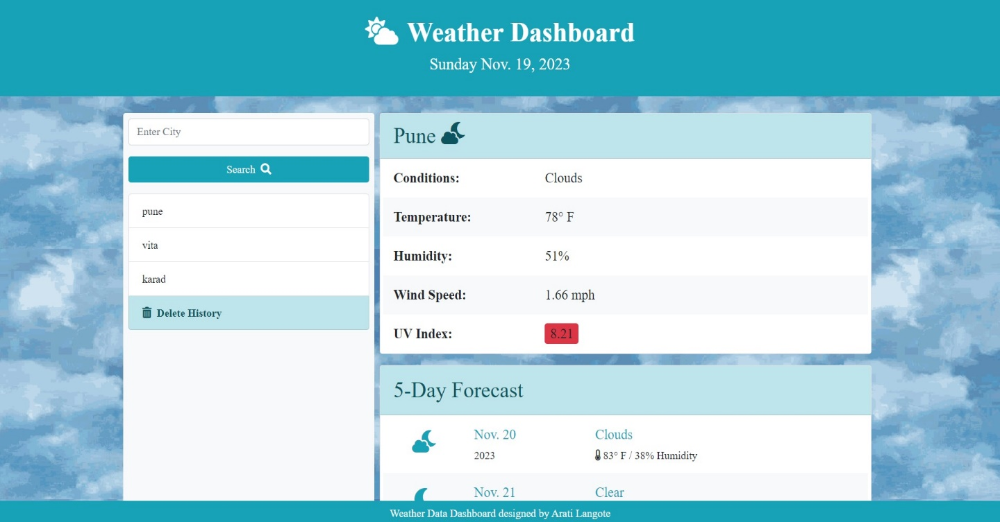 Weather Dashboard
Sunday Nov. 19, 2023
Enter City
Search
pune
vita
karad
Delete History
Pune
Conditions: Clouds
Temperature: 78° F
Humidity: 51%
Wind Speed: 1.66 mph
UV Index: 8.21
5-Day Forecast
Nov. 20 Clouds
2023 83° F / 38% Humidity
Nov. 21 Clear
Weather Data Dashboard designed by Arati Langote